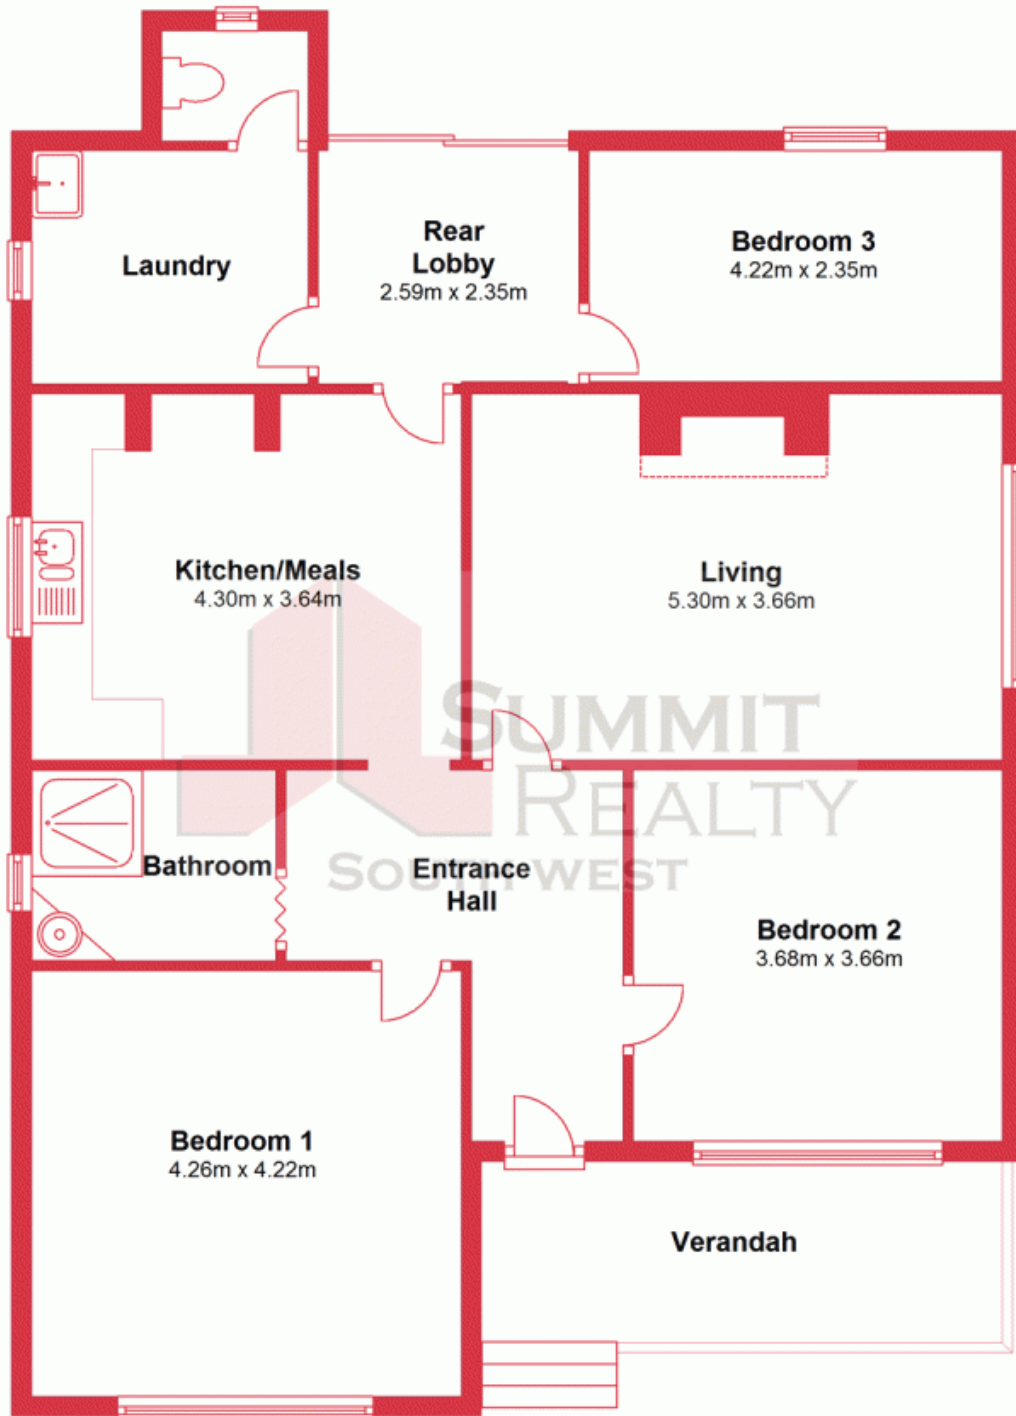 Rear
Lobby
2.59m x 2.35m
Bedroom 3
4.22m x 2.35m
Laundry
Kitchen/Meals
4.30m x 3.64m
Living
5.30m x 3.66m
SUMMIT
REALTY
SOUTH WEST
Bathroom
Entrance
Hall
Bedroom 2
3.68m x 3.66m
Bedroom 1
4.26m x 4.22m
Verandah